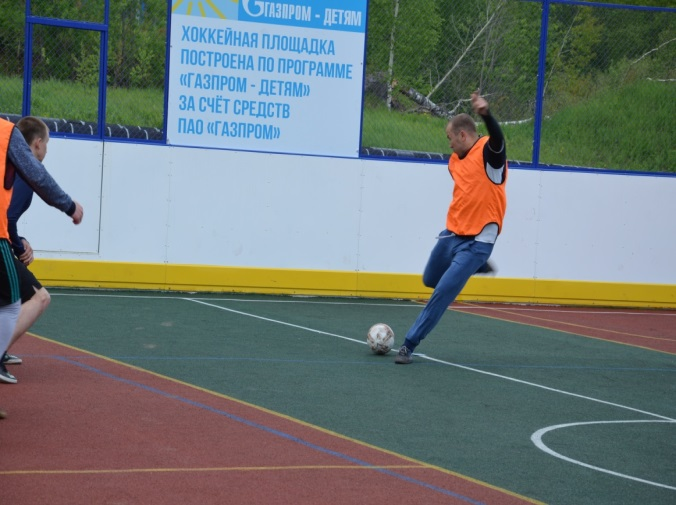 ГАЗПРОМ - ДЕТЯМ
ХОККЕЙНАЯ ПЛОЩАДКА
ПОСТРОЕНА ПО ПРОГРАММЕ
«ГАЗПРОМ - ДЕТЯМ»
ЗА СЧЁТ СРЕДСТВ
ПАО «ГАЗПРОМ»